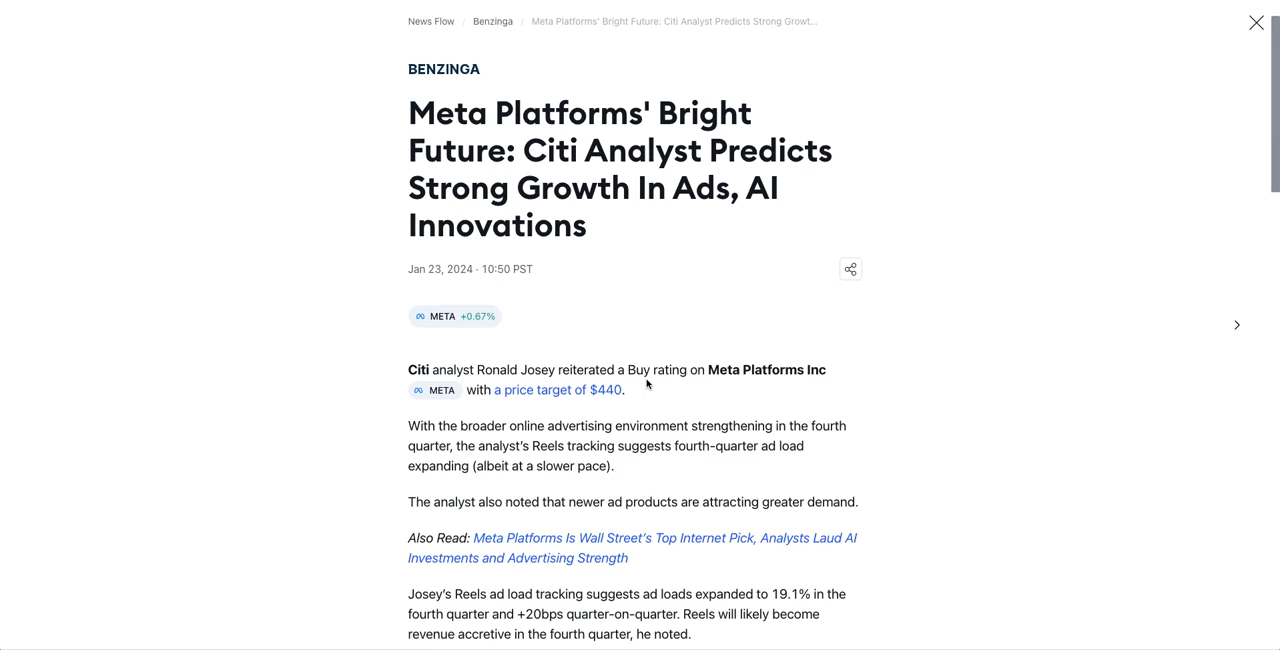 News Flow / Benzinga / Meta Platforms' Bright Future: Citi Analyst Predicts Strong Growt...
BENZINGA
Meta Platforms' Bright
Future: Citi Analyst Predicts
Strong Growth In Ads, AI
Innovations
Jan 23, 2024 · 10:50 PST
META +0.67%
Citi analyst Ronald Josey reiterated a Buy rating on Meta Platforms Inc
META with a price target of $440.
With the broader online advertising environment strengthening in the fourth
quarter, the analyst’s Reels tracking suggests fourth-quarter ad load
expanding (albeit at a slower pace).
The analyst also noted that newer ad products are attracting greater demand.
Also Read: Meta Platforms Is Wall Street’s Top Internet Pick, Analysts Laud AI
Investments and Advertising Strength
Josey’s Reels ad load tracking suggests ad loads expanded to 19.1% in the
fourth quarter and +20bps quarter-on-quarter. Reels will likely become
revenue accretive in the fourth quarter, he noted.